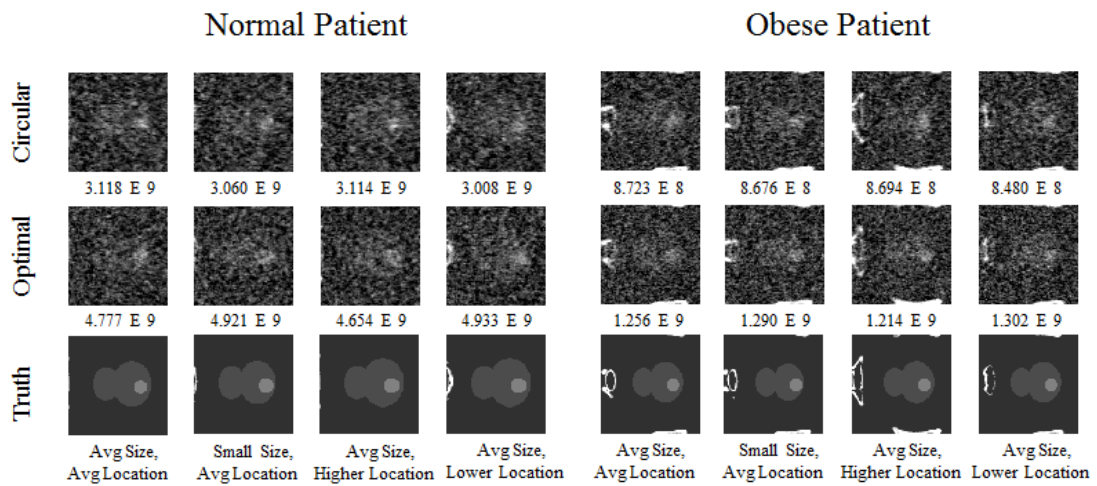 Normal Patient
Obese Patient
Circular
3.118 E 9
3.060 E 9
3.114 E 9
3.008 E 9
8.723 E 8
8.676 E 8
8.694 E 8
8.480 E 8
Optimal
4.777 E 9
4.921 E 9
4.654 E 9
4.933 E 9
1.256 E 9
1.290 E 9
1.214 E 9
1.302 E 9
Truth
Avg Size,
Avg Location
Small Size,
Avg Location
Avg Size,
Higher Location
Avg Size,
Lower Location
Avg Size,
Avg Location
Small Size,
Avg Location
Avg Size,
Higher Location
Avg Size,
Lower Location